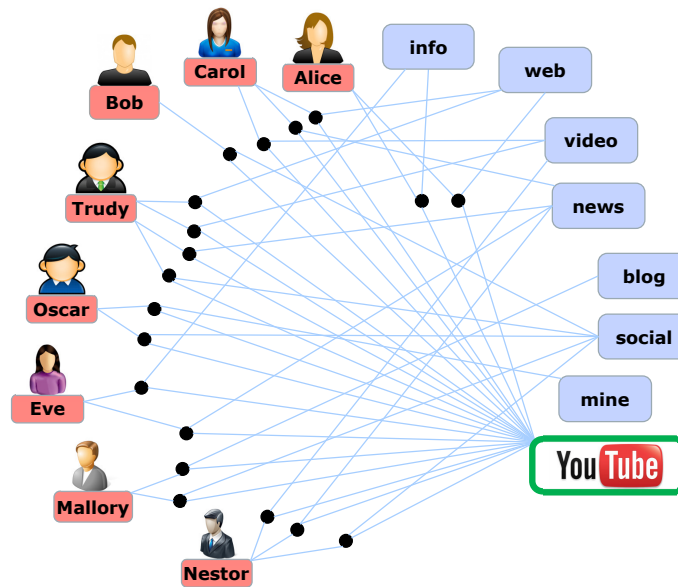 info
web
Carol
Alice
Bob
video
Trudy
news
blog
Oscar
social
Eve
mine
YouTube
Mallory
Nestor